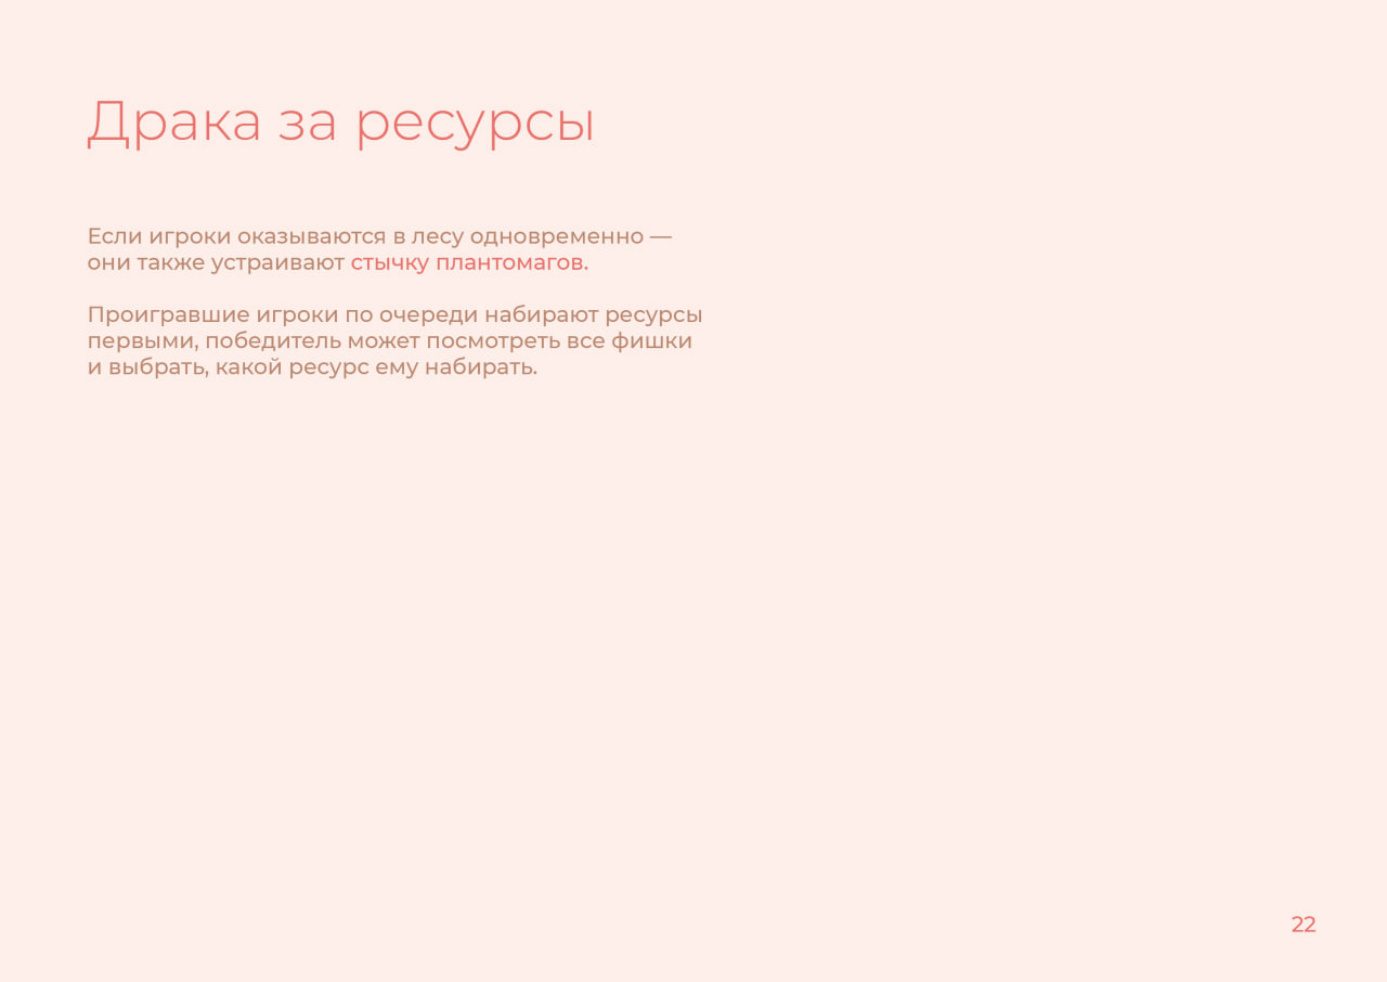 Драка за ресурсы
Если игроки оказываются в лесу одновременно —
они также устраивают стычку плантомагов.
Проигравшие игроки по очереди набирают ресурсы
первыми, победитель может посмотреть все фишки
и выбрать, какой ресурс ему набирать.
22